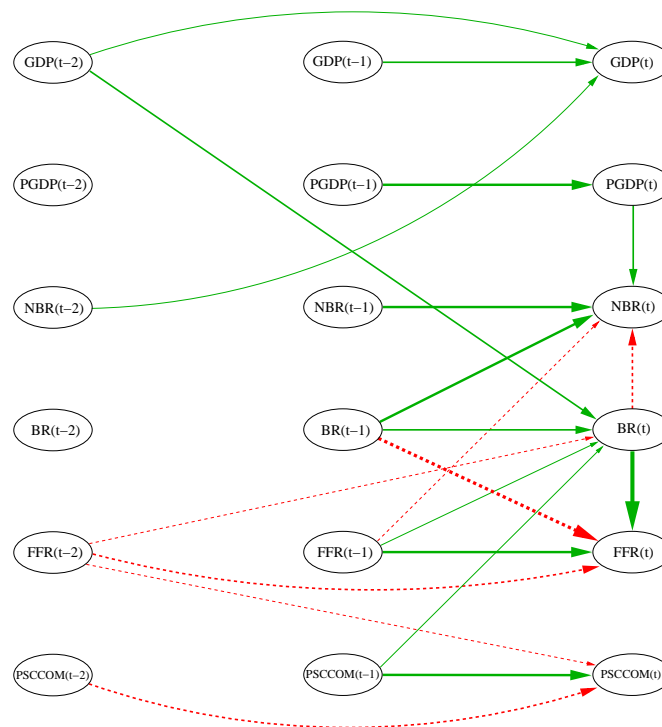 GDP(t−2) GDP(t−1) GDP(t)
PGDP(t−2) PGDP(t−1) PGDP(t)
NBR(t−2) NBR(t−1) NBR(t)
BR(t−2) BR(t−1) BR(t)
FFR(t−2) FFR(t−1) FFR(t)
PSCCOM(t−2) PSCCOM(t−1) PSCCOM(t)